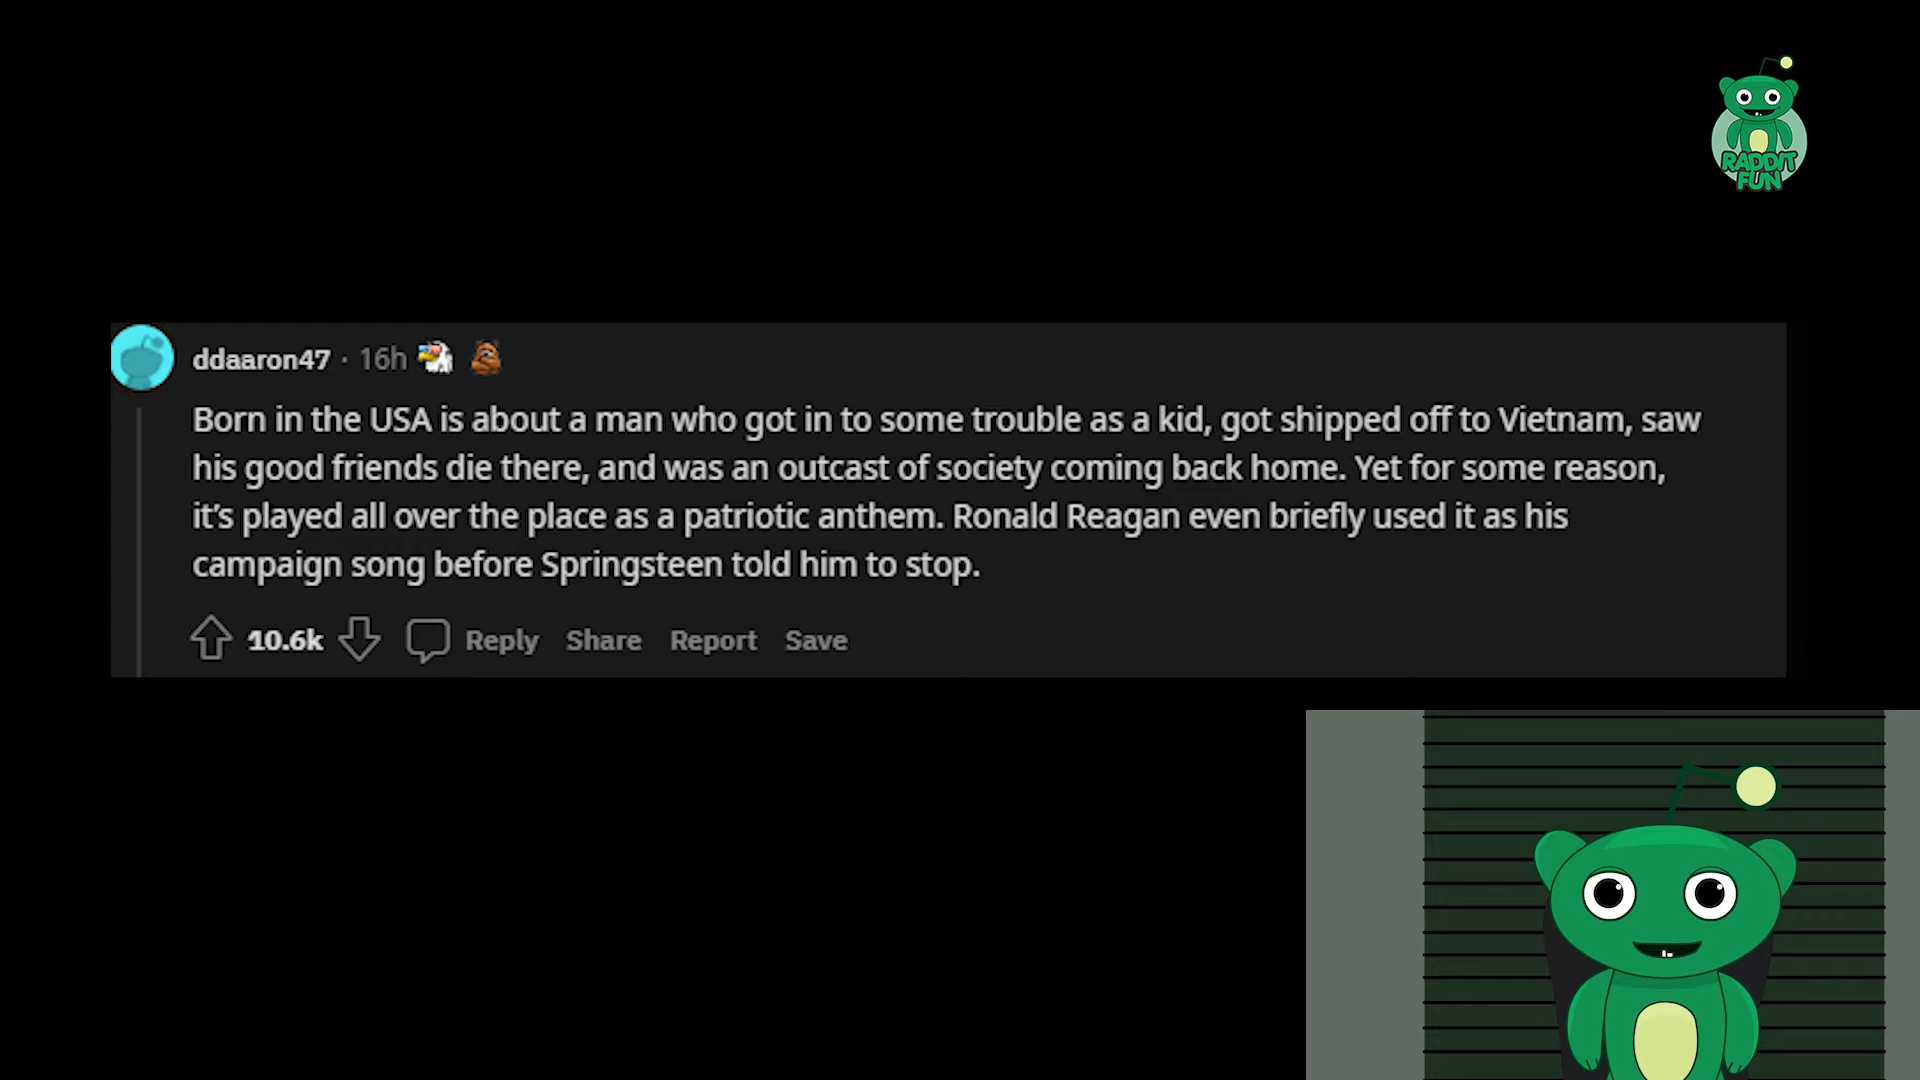 RADDIT
FUN
ddaaron47 · 16h
Born in the USA is about a man who got in to some trouble as a kid, got shipped off to Vietnam, saw
his good friends die there, and was an outcast of society coming back home. Yet for some reason,
it’s played all over the place as a patriotic anthem. Ronald Reagan even briefly used it as his
campaign song before Springsteen told him to stop.
10.6k Reply Share Report Save